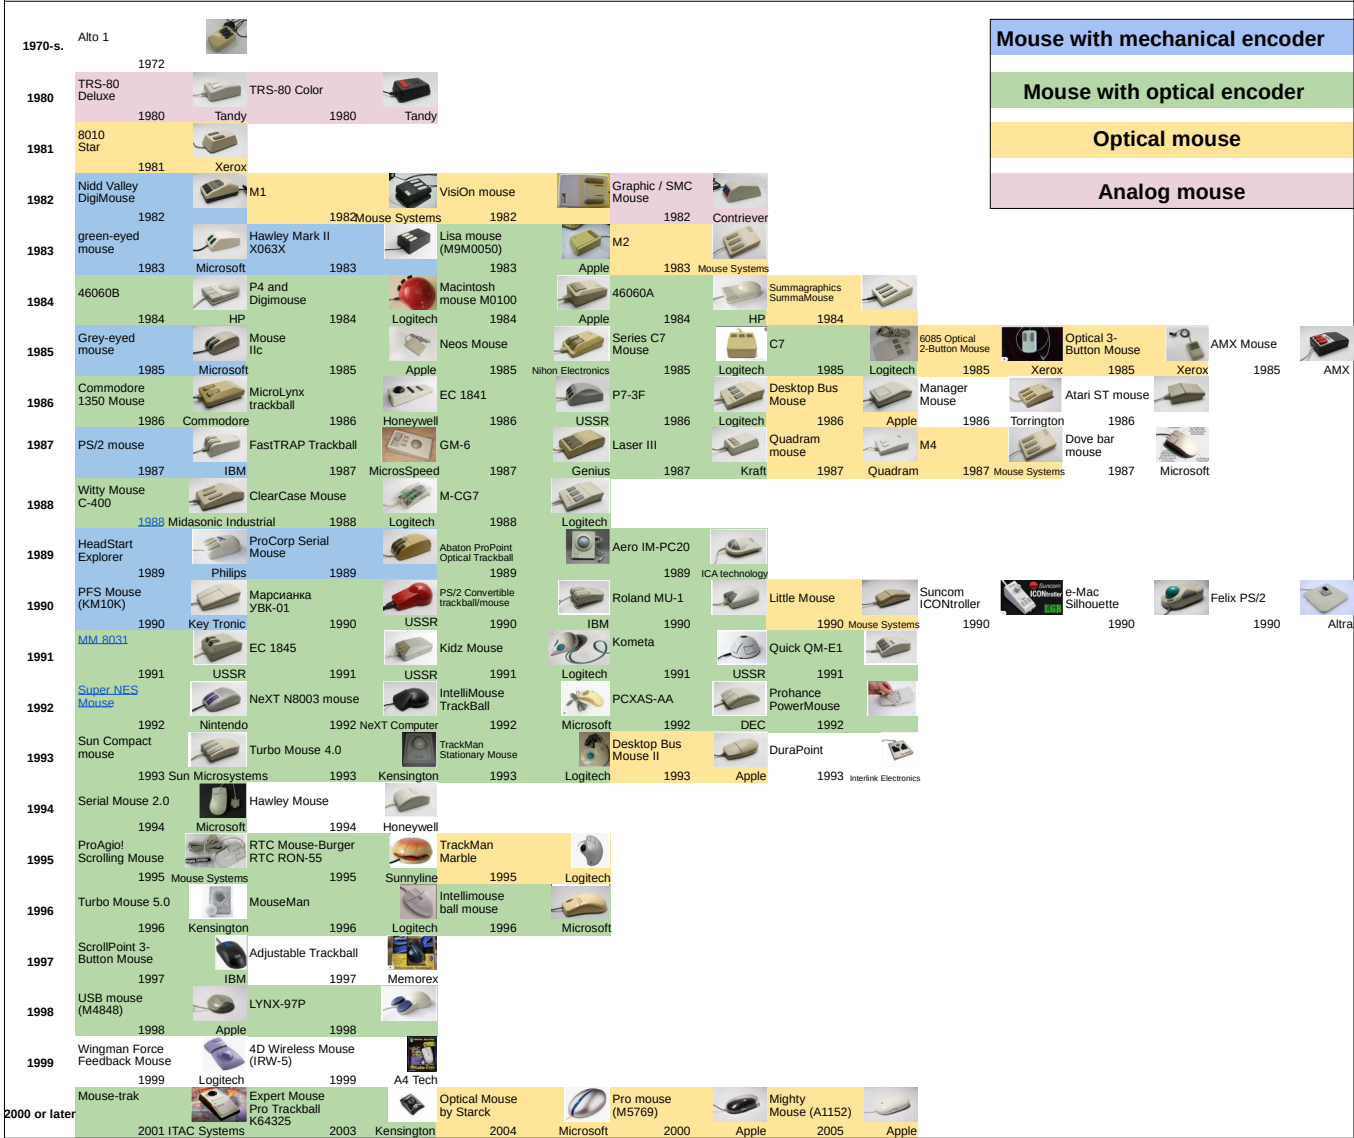 Mouse with mechanical encoder
Mouse with optical encoder
Optical mouse
Analog mouse
1970-s.
Alto 1
1972
1980
TRS-80
Deluxe
1980 Tandy
TRS-80 Color
1980 Tandy
1981
8010
Star
1981 Xerox
1982
Nidd Valley
DigiMouse
1982
M1
1982 Mouse Systems
VisiOn mouse
1982
Graphic / SMC
Mouse
1982 Contriever
1983
green-eyed
mouse
1983 Microsoft
Hawley Mark II
X063X
1983
Lisa mouse
(M9M0050)
1983 Apple
M2
1983 Mouse Systems
1984
46060B
1984 HP
P4 and
Digimouse
1984 Logitech
Macintosh
mouse M0100
1984 Apple
46060A
1984 HP
Summagraphics
SummaMouse
1984
1985
Grey-eyed
mouse
1985 Microsoft
Mouse
IIc
1985 Apple
Neos Mouse
1985 Nihon Electronics
Series C7
Mouse
1985 Logitech
C7
1985 Logitech
6085 Optical
2-Button Mouse
1985 Xerox
Optical 3-
Button Mouse
1985 Xerox
AMX Mouse
1985 AMX
1986
Commodore
1350 Mouse
1986 Commodore
MicroLynx
trackball
1986 Honeywell
EC 1841
1986 USSR
P7-3F
1986 Logitech
Desktop Bus
Mouse
1986 Apple
Manager
Mouse
1986 Torrington
Atari ST mouse
1986
1987
PS/2 mouse
1987 IBM
FastTRAP Trackball
1987 MicrosSpeed
GM-6
1987 Genius
Laser III
1987 Kraft
Quadram
mouse
1987 Quadram
M4
1987 Mouse Systems
Dove bar
mouse
1987 Microsoft
1988
Witty Mouse
C-400
1988 Midasonic Industrial
ClearCase Mouse
1988 Logitech
M-CG7
1988 Logitech
1989
HeadStart
Explorer
1989 Philips
ProCorp Serial
Mouse
1989
Abaton ProPoint
Optical Trackball
1989
Aero IM-PC20
1989 ICA technology
1990
PFS Mouse
(KM10K)
1990 Key Tronic
Марсианка
УВК-01
1990 USSR
PS/2 Convertible
trackball/mouse
1990 IBM
Roland MU-1
1990
Little Mouse
1990 Mouse Systems
Suncom
ICONtroller
1990
Suncom
ICONtroller
LGR
e-Mac
Silhouette
1990
Felix PS/2
1990 Altra
1991
MM 8031
1991 USSR
EC 1845
1991 USSR
Kidz Mouse
1991 Logitech
Kometa
1991 USSR
Quick QM-E1
1991
1992
Super NES
Mouse
1992 Nintendo
NeXT N8003 mouse
1992 NeXT Computer
IntelliMouse
TrackBall
1992 Microsoft
PCXAS-AA
1992 DEC
Prohance
PowerMouse
1992
1993
Sun Compact
mouse
1993 Sun Microsystems
Turbo Mouse 4.0
1993 Kensington
TrackMan
Stationary Mouse
1993 Logitech
Desktop Bus
Mouse II
1993 Apple
DuraPoint
1993 Interlink Electronics
1994
Serial Mouse 2.0
1994 Microsoft
Hawley Mouse
1994 Honeywell
1995
ProAgio!
Scrolling Mouse
1995 Mouse Systems
RTC Mouse-Burger
RTC RON-55
1995 Sunnyline
TrackMan
Marble
1995 Logitech
1996
Turbo Mouse 5.0
1996 Kensington
MouseMan
1996 Logitech
Intellimouse
ball mouse
1996 Microsoft
1997
ScrollPoint 3-
Button Mouse
1997 IBM
Adjustable Trackball
1997 Memorex
1998
USB mouse
(M4848)
1998 Apple
LYNX-97P
1998
1999
Wingman Force
Feedback Mouse
1999 Logitech
4D Wireless Mouse
(IRW-5)
1999 A4 Tech
2000 or later
Mouse-trak
2001 ITAC Systems
Expert Mouse
Pro Trackball
K64325
2003 Kensington
Optical Mouse
by Starck
2004 Microsoft
Pro mouse
(M5769)
2000 Apple
Mighty
Mouse (A1152)
2005 Apple